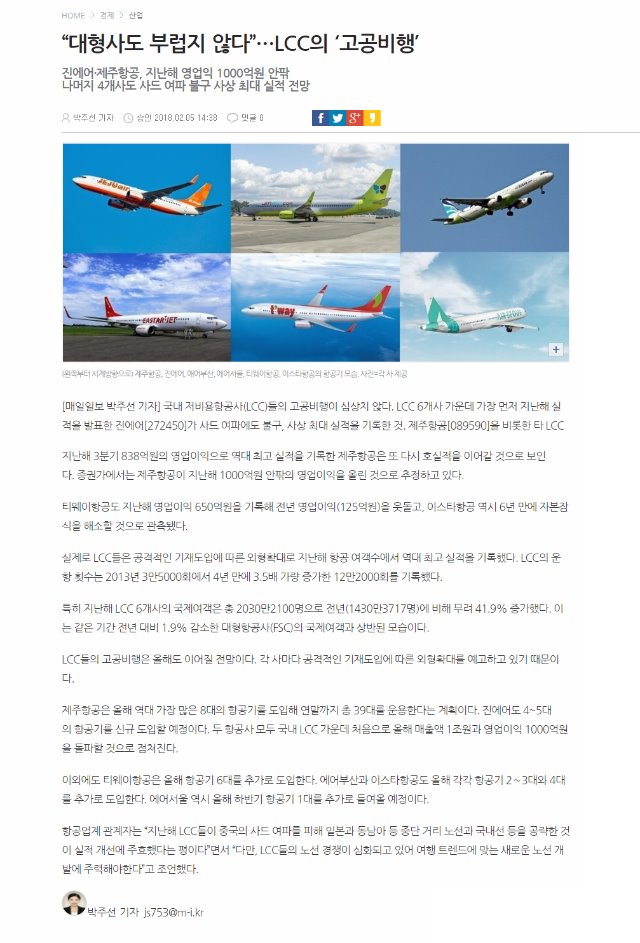 HOME > 경제 > 산업
“대형사도 부럽지 않다”…LCC의 ‘고공비행’
진에어·제주항공, 지난해 영업익 1000억원 안팎
나머지 4개사도 사드 여파 불구 사상 최대 실적 전망
박주선 기자 승인 2018.02.05 14:38 댓글 0
JEJUair
EASTAR JET t'way AIR SEOUL
(왼쪽부터 시계방향으로) 제주항공, 진에어, 에어부산, 에어서울, 티웨이항공, 이스타항공의 항공기 모습. 사진=각 사 제공
[매일일보 박주선 기자] 국내 저비용항공사(LCC)들의 고공비행이 심상치 않다. LCC 6개사 가운데 가장 먼저 지난해 실
적을 발표한 진에어[272450]가 사드 여파에도 불구, 사상 최대 실적을 기록한 것. 제주항공[089590]을 비롯한 타 LCC
지난해 3분기 838억원의 영업이익으로 역대 최고 실적을 기록한 제주항공은 또 다시 호실적을 이어갈 것으로 보인
다. 증권가에서는 제주항공이 지난해 1000억원 안팎의 영업이익을 올린 것으로 추정하고 있다.
티웨이항공도 지난해 영업이익 650억원을 기록해 전년 영업이익(125억원)을 웃돌고, 이스타항공 역시 6년 만에 자본잠
식을 해소할 것으로 관측됐다.
실제로 LCC들은 공격적인 기재도입에 따른 외형확대로 지난해 항공 여객수에서 역대 최고 실적을 기록했다. LCC의 운
항 횟수는 2013년 3만5000회에서 4년 만에 3.5배 가량 증가한 12만2000회를 기록했다.
특히 지난해 LCC 6개사의 국제여객은 총 2030만2100명으로 전년(1430만3717명)에 비해 무려 41.9% 증가했다. 이
는 같은 기간 전년 대비 1.9% 감소한 대형항공사(FSC)의 국제여객과 상반된 모습이다.
LCC들의 고공비행은 올해도 이어질 전망이다. 각 사마다 공격적인 기재도입에 따른 외형확대를 예고하고 있기 때문이
다.
제주항공은 올해 역대 가장 많은 8대의 항공기를 도입해 연말까지 총 39대를 운용한다는 계획이다. 진에어도 4~5대
의 항공기를 신규 도입할 예정이다. 두 항공사 모두 국내 LCC 가운데 처음으로 올해 매출액 1조원과 영업이익 1000억원
을 돌파할 것으로 점쳐진다.
이외에도 티웨이항공은 올해 항공기 6대를 추가로 도입한다. 에어부산과 이스타항공도 올해 각각 항공기 2~3대와 4대
를 추가로 도입한다. 에어서울 역시 올해 하반기 항공기 1대를 추가로 들여올 예정이다.
항공업계 관계자는 “지난해 LCC들이 중국의 사드 여파를 피해 일본과 동남아 등 중단 거리 노선과 국내선 등을 공략한 것
이 실적 개선에 주효했다는 평이다”면서 “다만, LCC들의 노선 경쟁이 심화되고 있어 여행 트렌드에 맞는 새로운 노선 개
발에 주력해야한다”고 조언했다.
박주선 기자 js753@m-i.kr